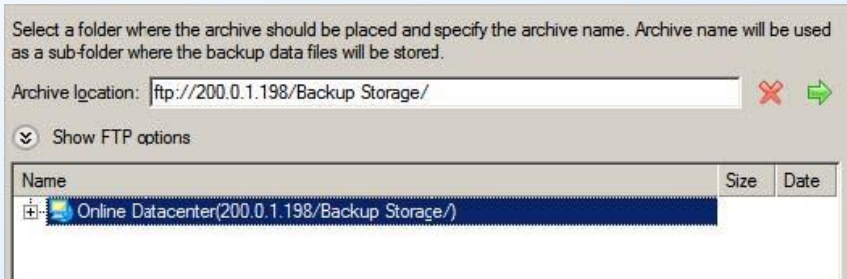 Select a folder where the archive should be placed and specify the archive name. Archive name will be used
as a sub-folder where the backup data files will be stored.
Archive location: ftp://200.0.1.198/Backup Storage/
Show FTP options
Name Size Date
Online Datacenter(200.0.1.198/Backup Storage/)